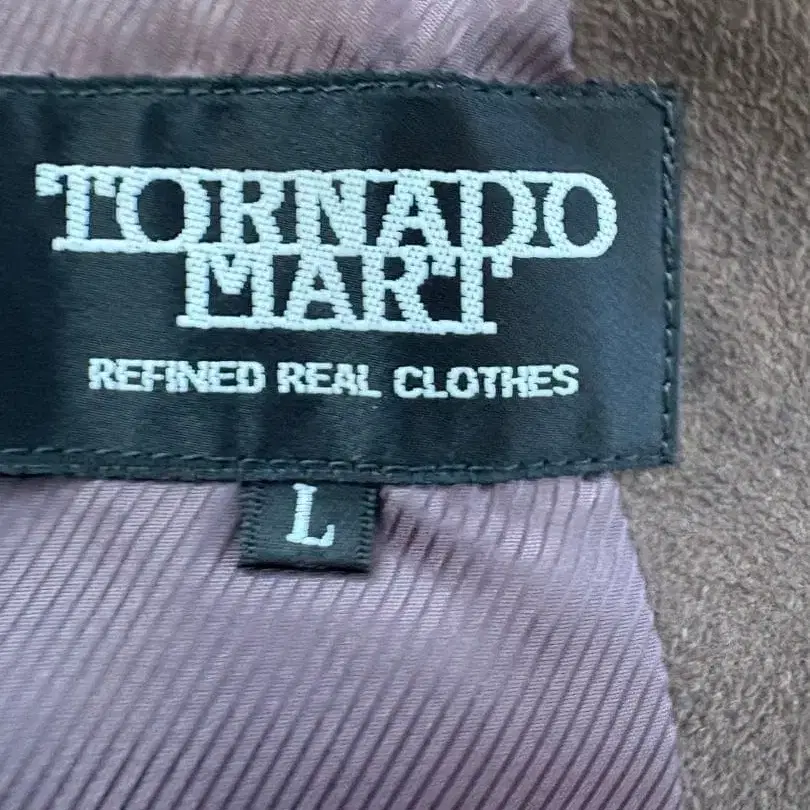 TORNADO
MART
REFINED REAL CLOTHES
L